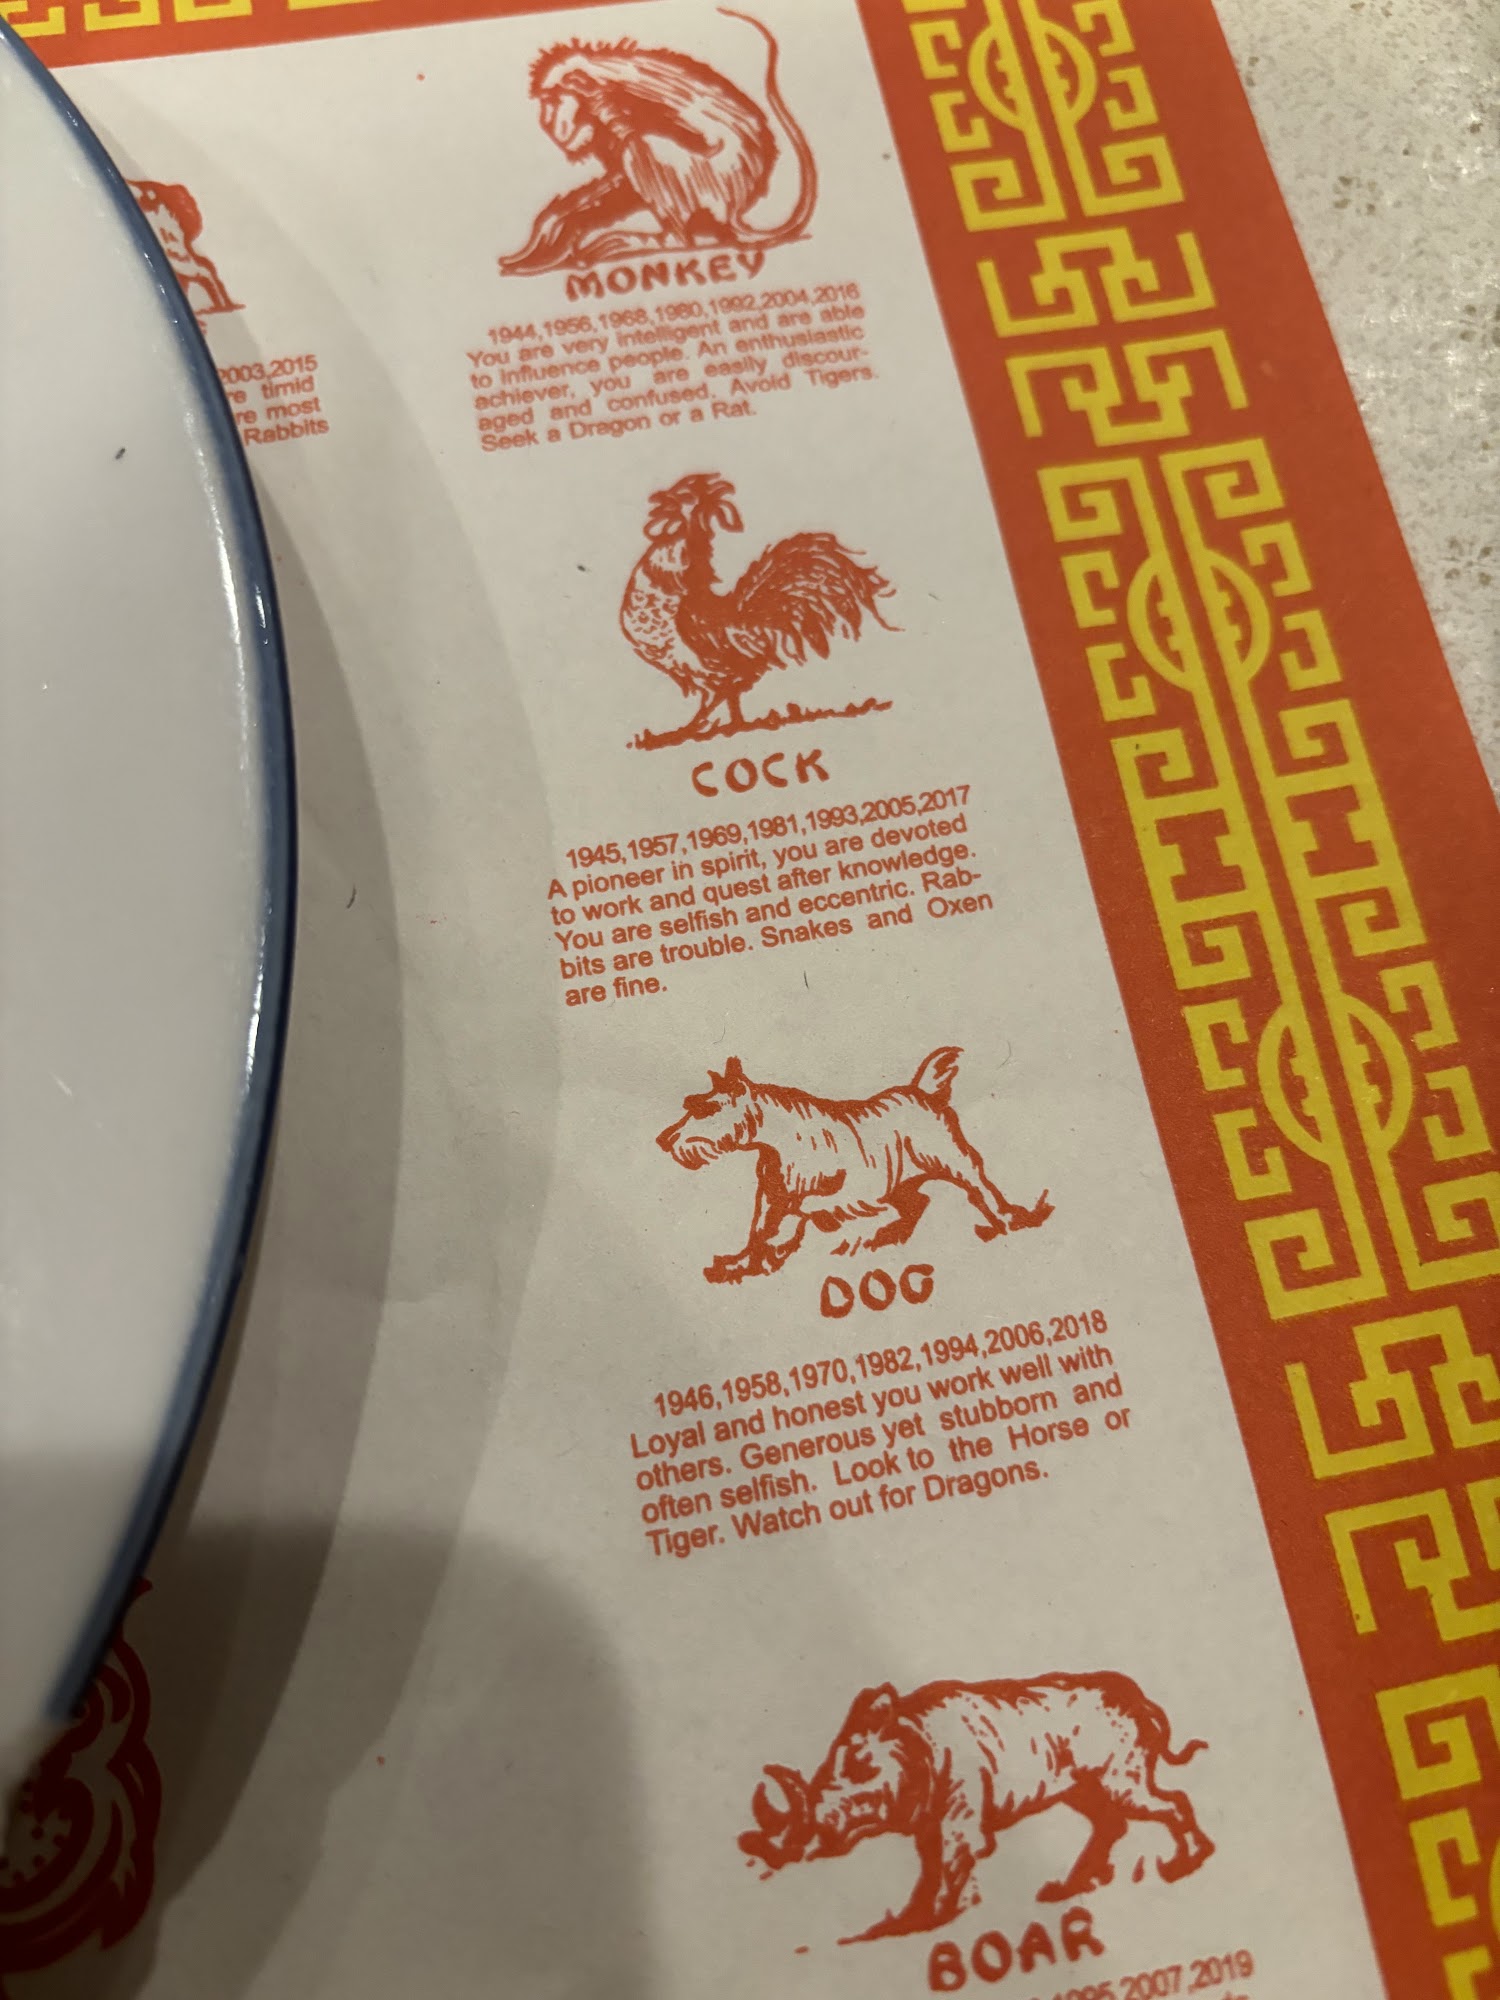 2003,2015
timid
most
Rabbits
MONKEY
1944,1956,1968,1980,1992,2004,2016
You are very intelligent and are able
to influence people. An enthusiastic
achiever, you are easily discour-
aged and confused. Avoid Tigers.
Seek a Dragon or a Rat.
COCK
1945,1957,1969,1981,1993,2005,2017
A pioneer in spirit, you are devoted
to work and quest after knowledge.
You are selfish and eccentric. Rab-
bits are trouble. Snakes and Oxen
are fine.
DOG
1946,1958,1970,1982,1994,2006,2018
Loyal and honest you work well with
others. Generous yet stubborn and
often selfish. Look to the Horse or
Tiger. Watch out for Dragons.
BOAR
1995,2007,2019